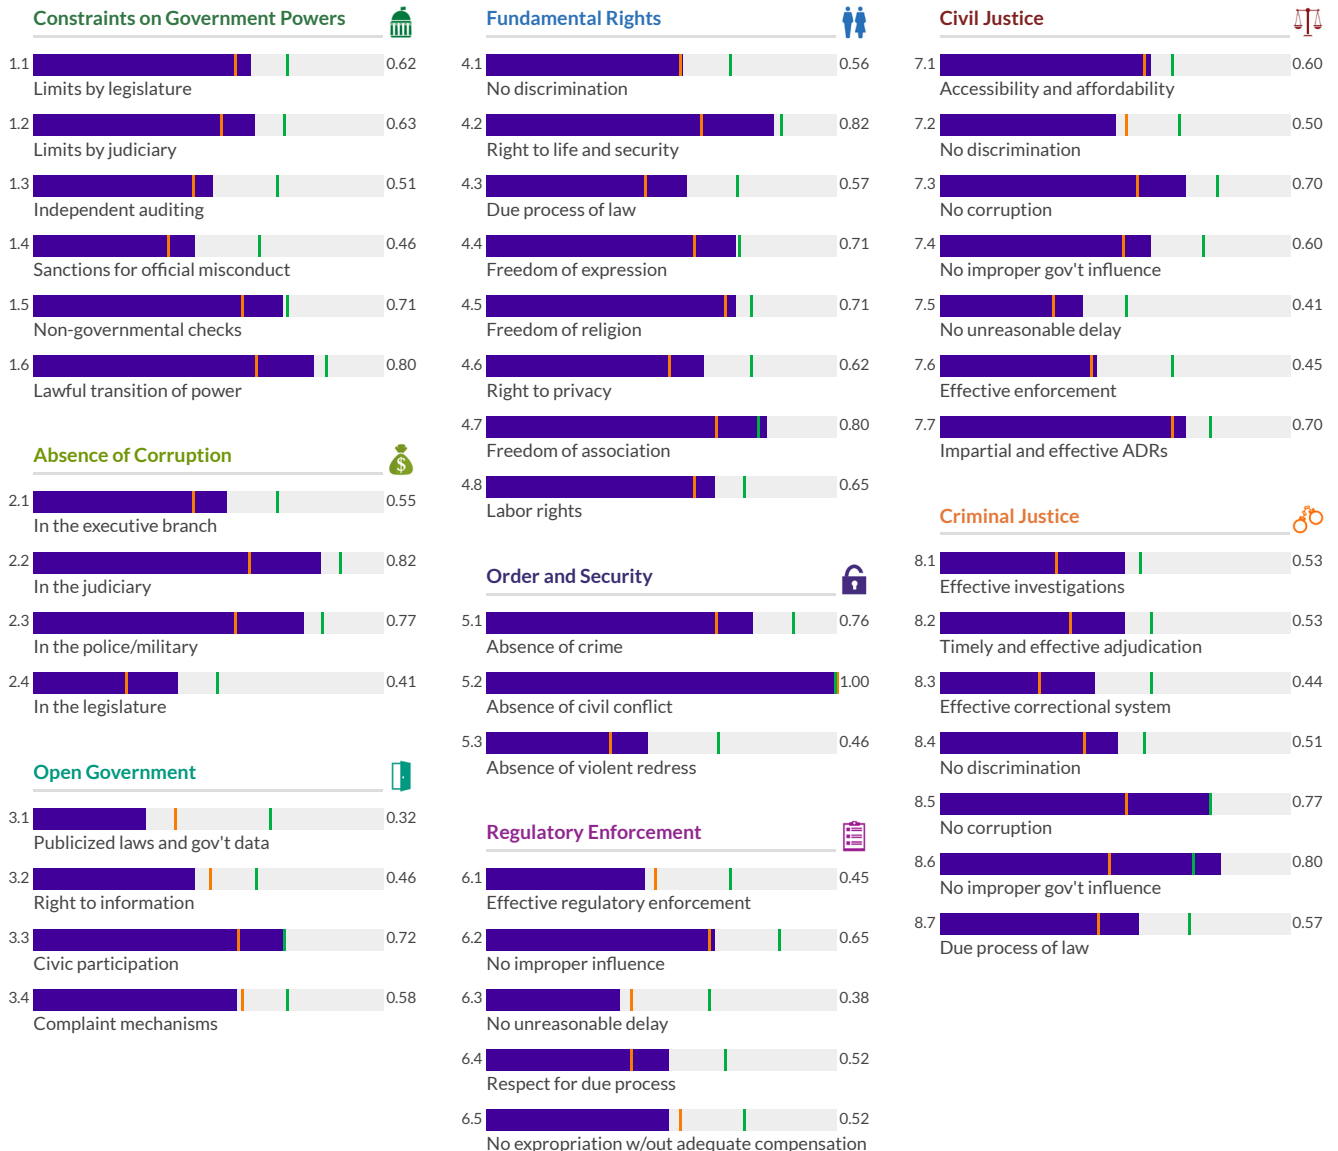 Constraints on Government Powers
1.1 0.62
Limits by legislature
1.2 0.63
Limits by judiciary
1.3 0.51
Independent auditing
1.4 0.46
Sanctions for official misconduct
1.5 0.71
Non-governmental checks
1.6 0.80
Lawful transition of power
Absence of Corruption
$
2.1 0.55
In the executive branch
2.2 0.82
In the judiciary
2.3 0.77
In the police/military
2.4 0.41
In the legislature
Open Government
3.1 0.32
Publicized laws and gov't data
3.2 0.46
Right to information
3.3 0.72
Civic participation
3.4 0.58
Complaint mechanisms
Fundamental Rights
4.1 0.56
No discrimination
4.2 0.82
Right to life and security
4.3 0.57
Due process of law
4.4 0.71
Freedom of expression
4.5 0.71
Freedom of religion
4.6 0.62
Right to privacy
4.7 0.80
Freedom of association
4.8 0.65
Labor rights
Order and Security
5.1 0.76
Absence of crime
5.2 1.00
Absence of civil conflict
5.3 0.46
Absence of violent redress
Regulatory Enforcement
6.1 0.45
Effective regulatory enforcement
6.2 0.65
No improper influence
6.3 0.38
No unreasonable delay
6.4 0.52
Respect for due process
6.5 0.52
No expropriation w/out adequate compensation
Civil Justice
7.1 0.60
Accessibility and affordability
7.2 0.50
No discrimination
7.3 0.70
No corruption
7.4 0.60
No improper gov't influence
7.5 0.41
No unreasonable delay
7.6 0.45
Effective enforcement
7.7 0.70
Impartial and effective ADRs
Criminal Justice
8.1 0.53
Effective investigations
8.2 0.53
Timely and effective adjudication
8.3 0.44
Effective correctional system
8.4 0.51
No discrimination
8.5 0.77
No corruption
8.6 0.80
No improper gov't influence
8.7 0.57
Due process of law